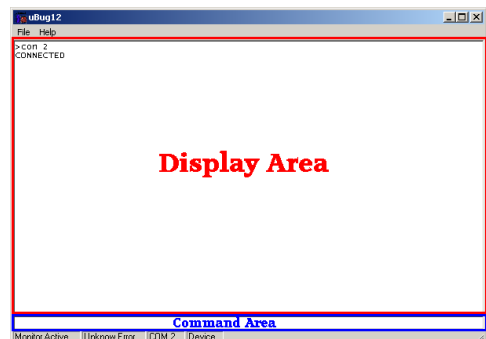 uBug12
File Help
>con 2
CONNECTED
Display Area
Command Area
Monitor Active Unknow Error COM 2 Device